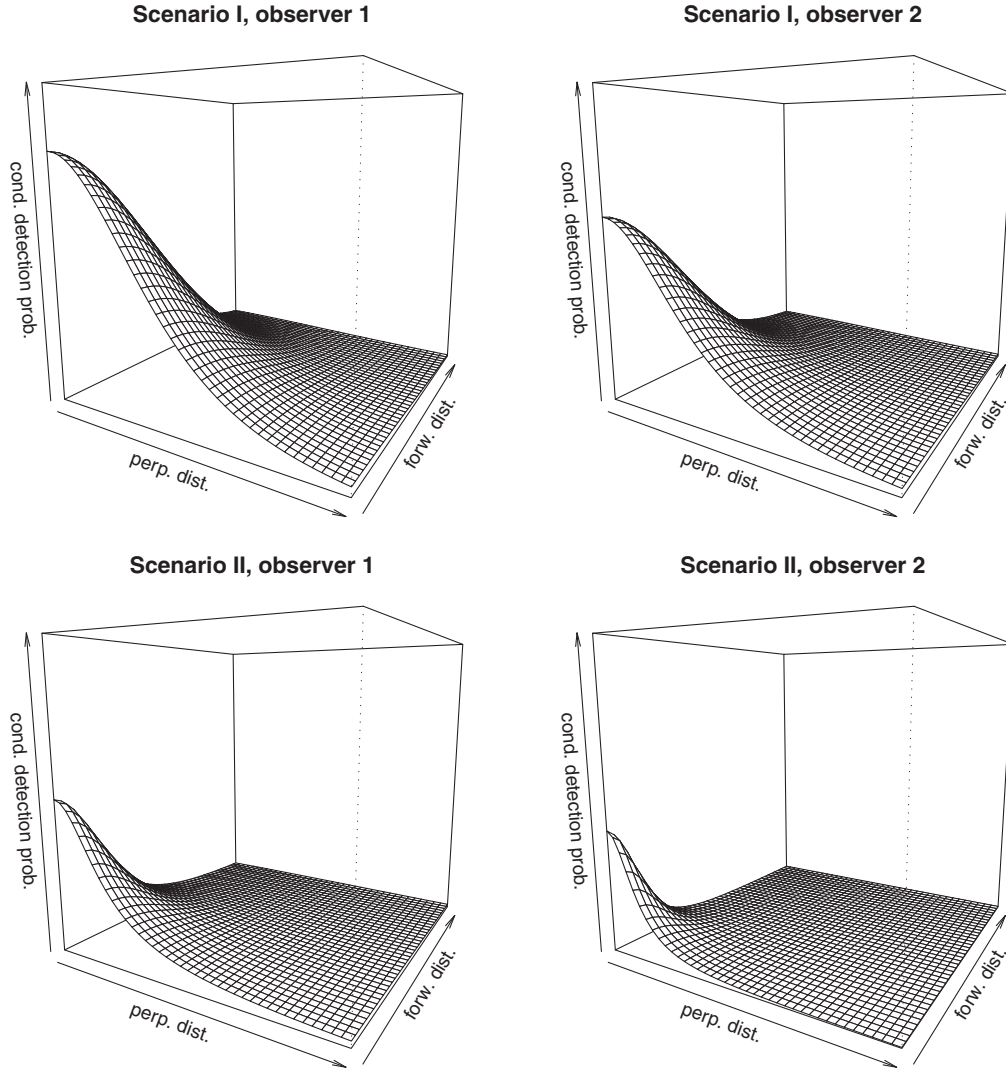 Scenario I, observer 1
cond. detection prob.
perp. dist.
forw. dist.
Scenario I, observer 2
cond. detection prob.
perp. dist.
forw. dist.
Scenario II, observer 1
cond. detection prob.
perp. dist.
forw. dist.
Scenario II, observer 2
cond. detection prob.
perp. dist.
forw. dist.